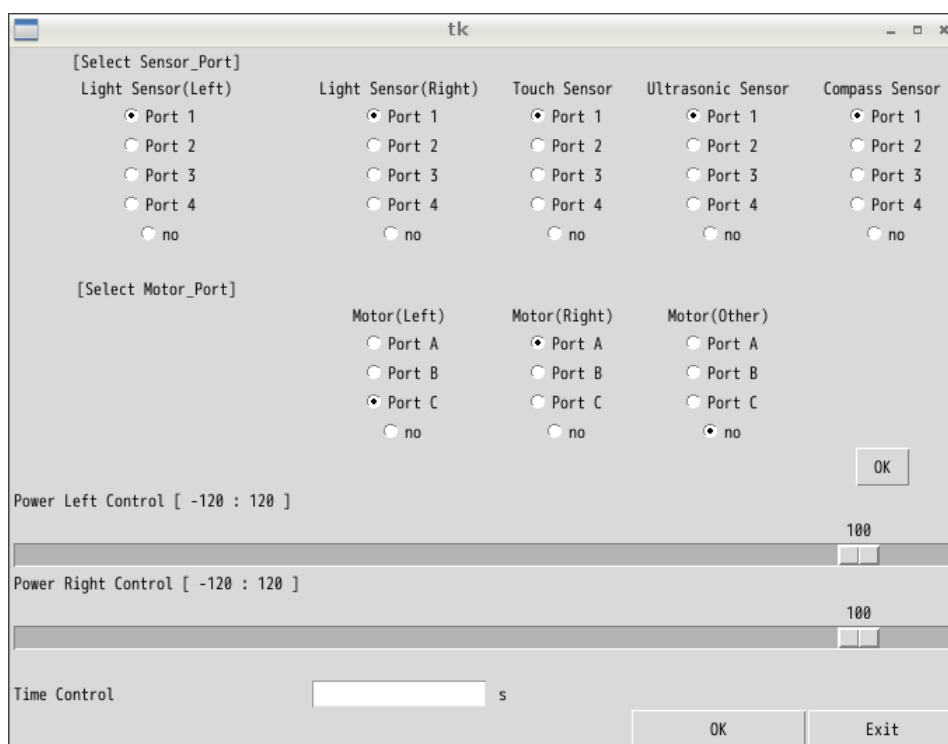 tk
[Select Sensor_Port]
Light Sensor(Left) Light Sensor(Right) Touch Sensor Ultrasonic Sensor Compass Sensor
Port 1 Port 1 Port 1 Port 1 Port 1
Port 2 Port 2 Port 2 Port 2 Port 2
Port 3 Port 3 Port 3 Port 3 Port 3
Port 4 Port 4 Port 4 Port 4 Port 4
no no no no no
[Select Motor_Port]
Motor(Left) Motor(Right) Motor(Other)
Port A Port A Port A
Port B Port B Port B
Port C Port C Port C
no no no
OK
Power Left Control [ -120 : 120 ]
100
Power Right Control [ -120 : 120 ]
100
Time Control s
OK Exit